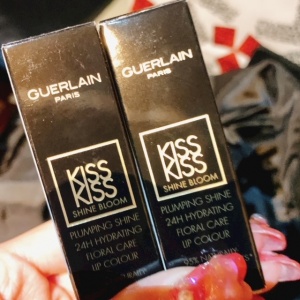 GUERLAIN
PARIS
KISS
KISS
SHINE BLOOM
PLUMPING SHINE
24H HYDRATING
FLORAL CARE
LIP COLOUR
GUERLAIN
PARIS
KISS
KISS
SHINE BLOOM
PLUMPING SHINE
24H HYDRATING
FLORAL CARE
LIP COLOUR